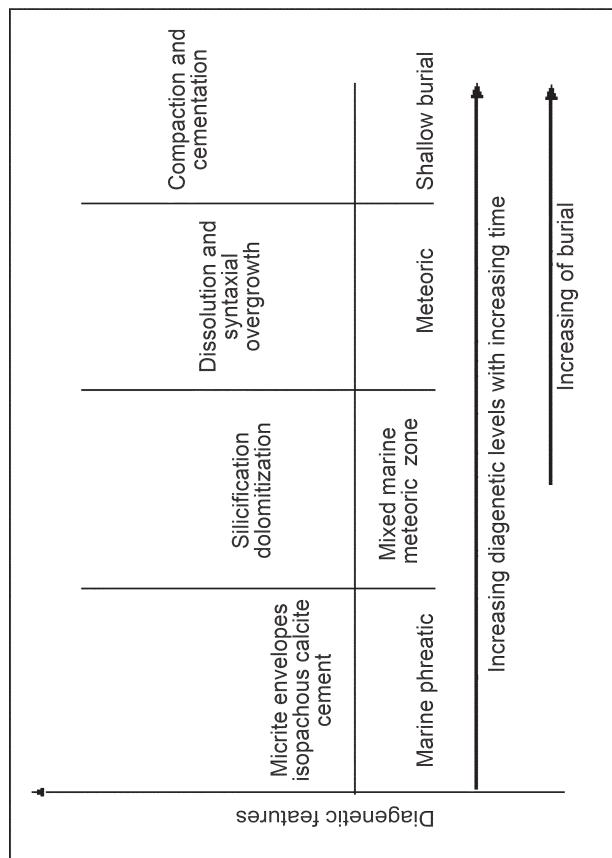 Diagenetic features
Micrite envelopes
isopachous calcite
cement
Silicification
dolomitization
Dissolution and
syntaxial
overgrowth
Compaction and
cementation
Marine phreatic
Mixed marine
meteoric zone
Meteoric
Shallow burial
Increasing diagenetic levels with increasing time
Increasing of burial